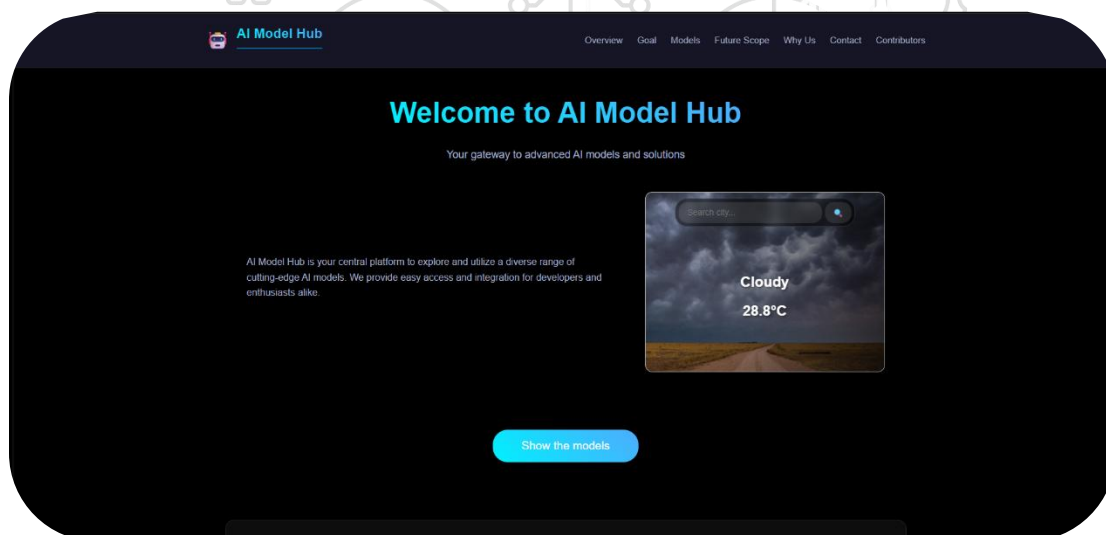 AI Model Hub
Overview Goal Models Future Scope Why Us Contact Contributors
Welcome to AI Model Hub
Your gateway to advanced AI models and solutions
Search city...
AI Model Hub is your central platform to explore and utilize a diverse range of
cutting-edge AI models. We provide easy access and integration for developers and
enthusiasts alike.
Cloudy
28.8°C
Show the models